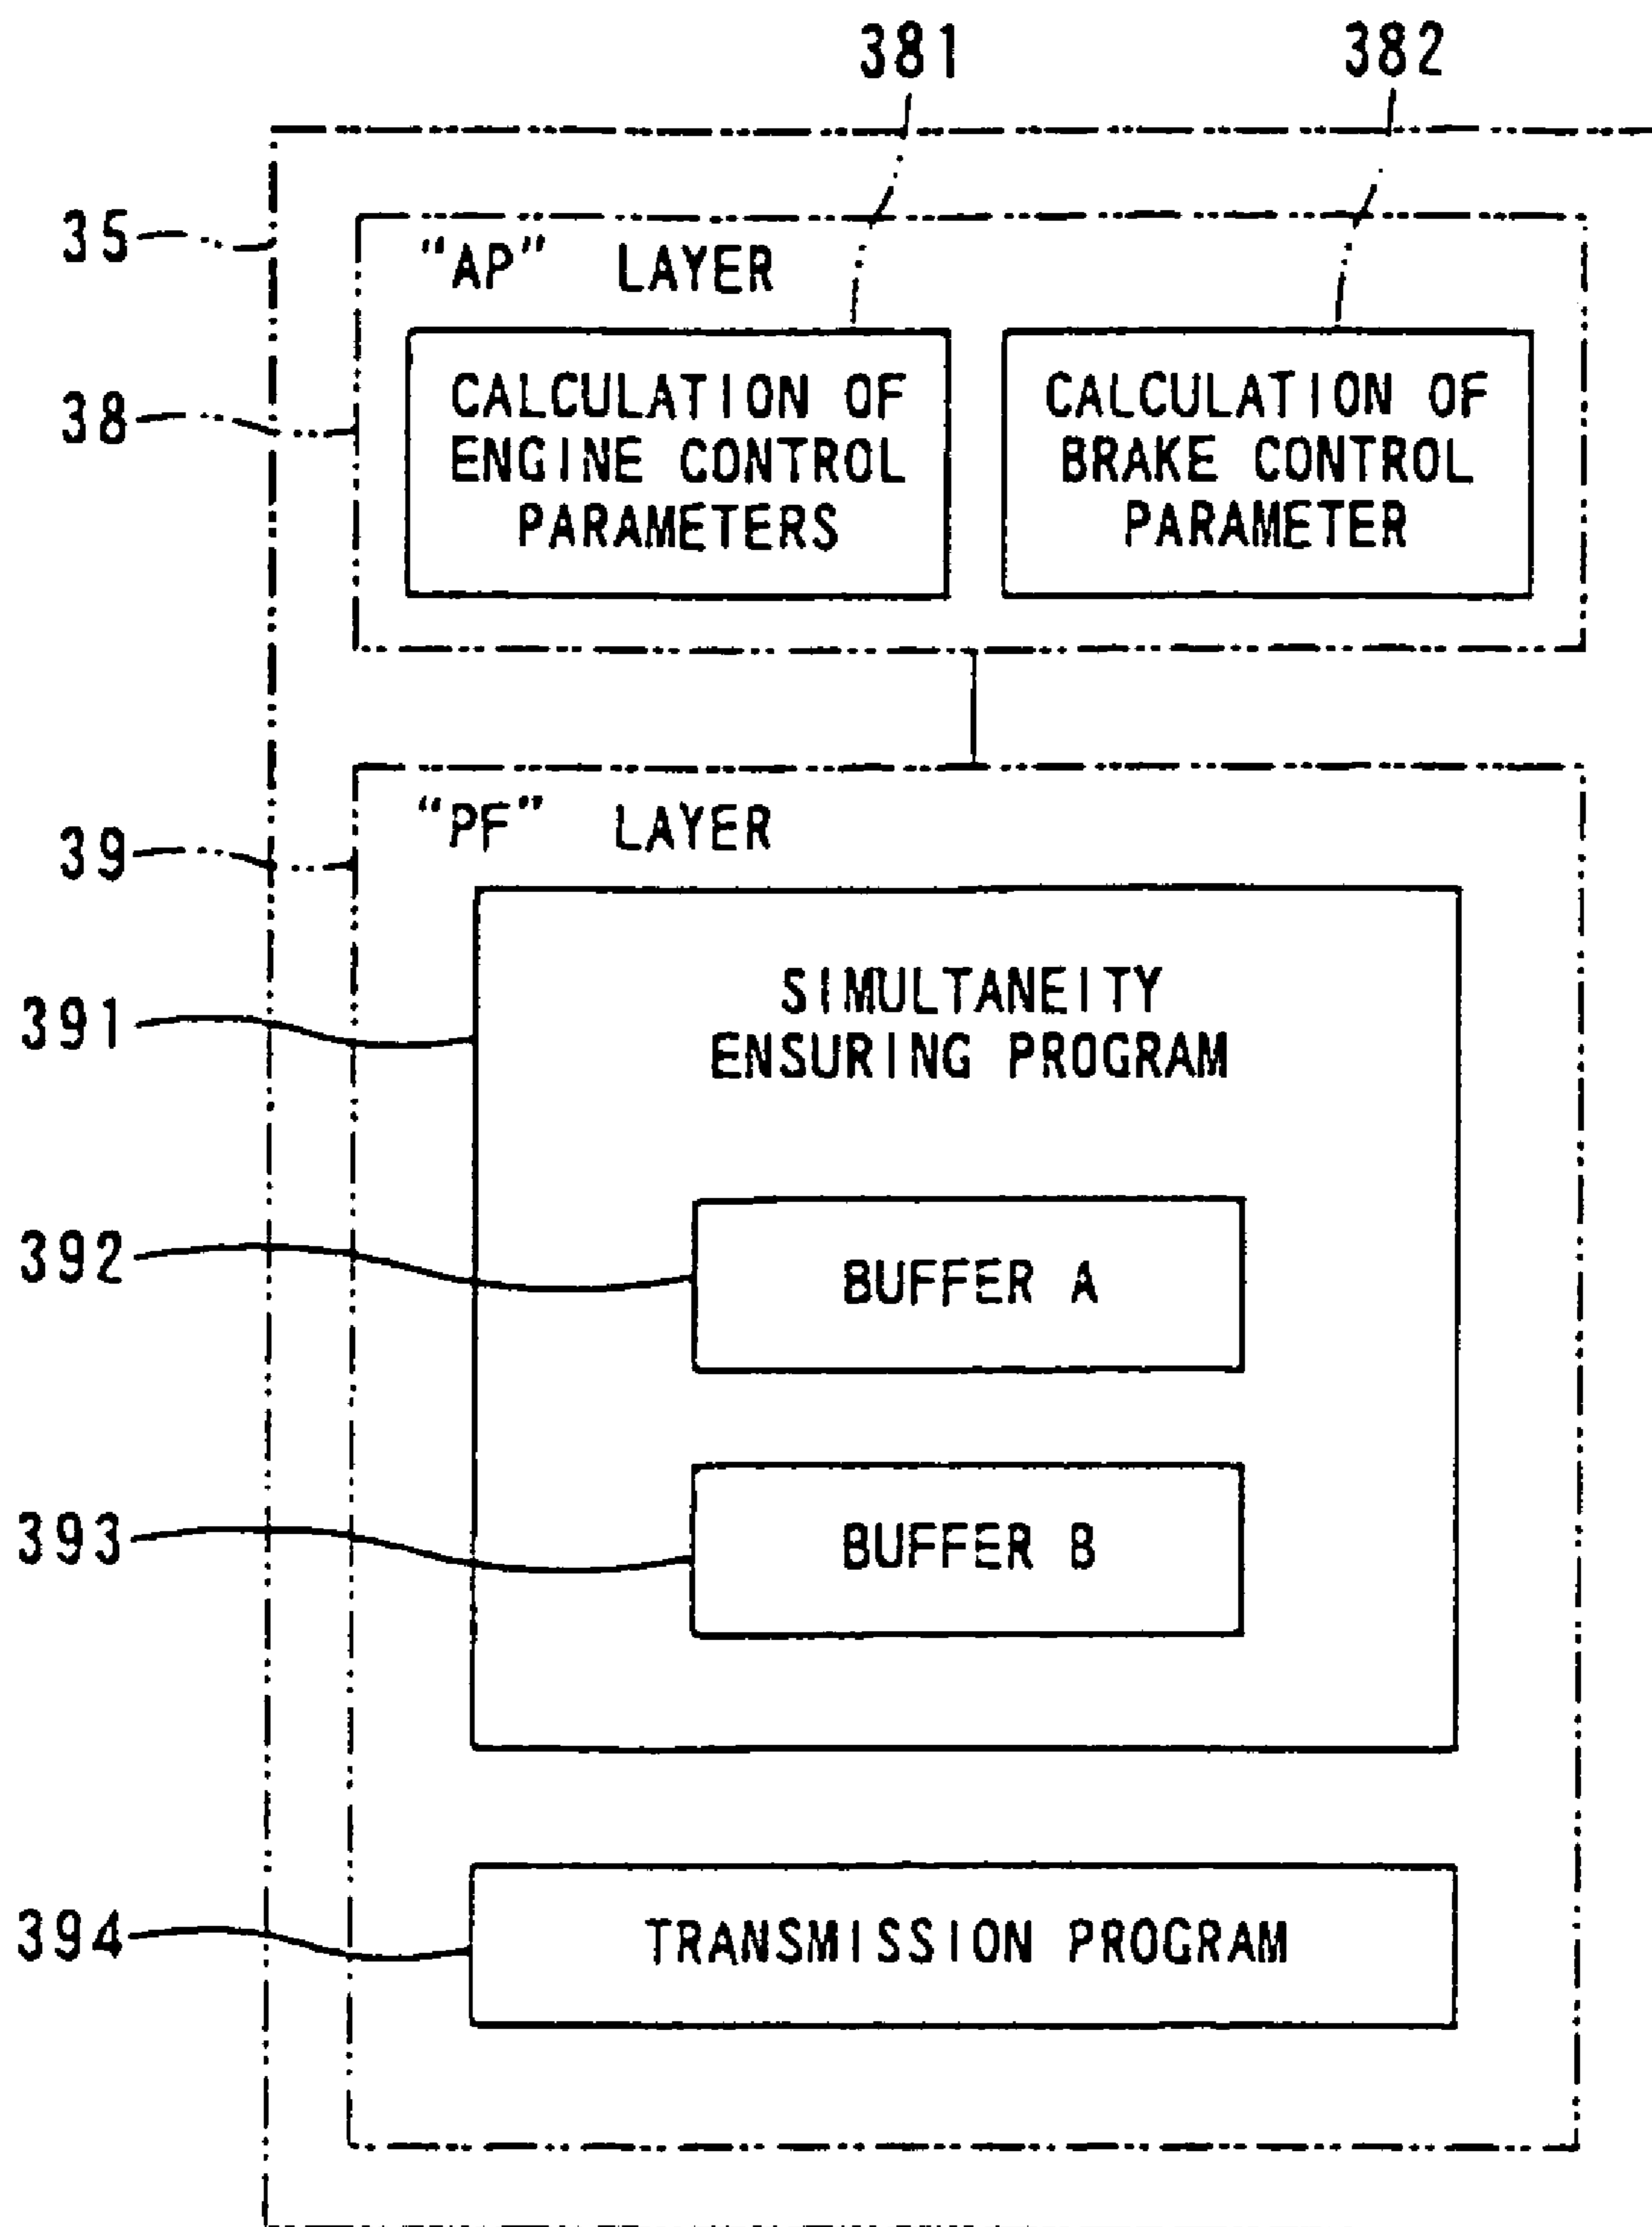 381
382
35
"AP" LAYER
38
CALCULATION OF
ENGINE CONTROL
PARAMETERS
CALCULATION OF
BRAKE CONTROL
PARAMETER
39
"PF" LAYER
391
SIMULTANEITY
ENSURING PROGRAM
392
BUFFER A
393
BUFFER B
394
TRANSMISSION PROGRAM